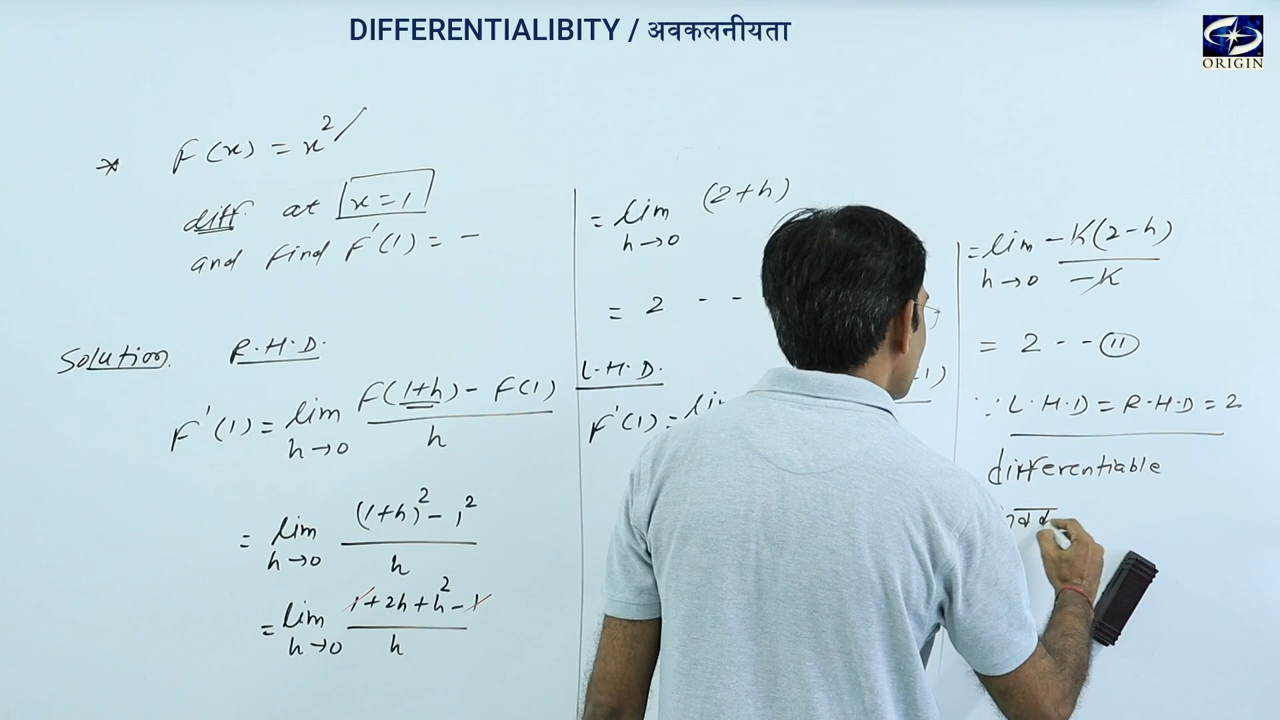 DIFFERENTIALIBITY / अवकलनीयता
ORIGIN
* F(x) = x² /
diff. at x = 1
and find F'(1) = -
Solution. R.H.D.
F'(1) = lim h→0 F(1+h) - F(1) / h
= lim h→0 (1+h)² - 1² / h
= lim h→0 1 + 2h + h² - 1 / h
= lim h→0 (2+h)
= 2 - -
L.H.D.
F'(1) = lim
= lim h→0 -h(2-h) / -h
= 2 - - (11)
∵ L.H.D = R.H.D = 2
differentiable